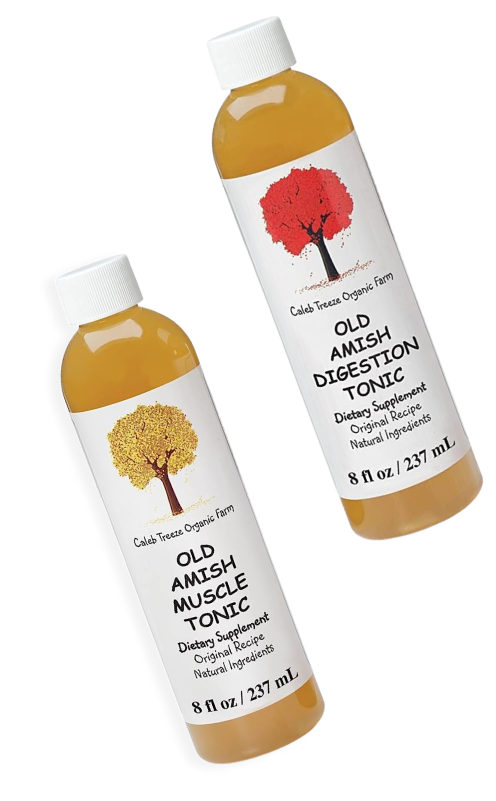 Caleb Treeze Organic Farm
OLD
AMISH
DIGESTION
TONIC
Dietary Supplement
Original Recipe
Natural Ingredients
8 fl oz / 237 mL
Caleb Treeze Organic Farm
OLD
AMISH
MUSCLE
TONIC
Dietary Supplement
Original Recipe
Natural Ingredients
8 fl oz / 237 mL